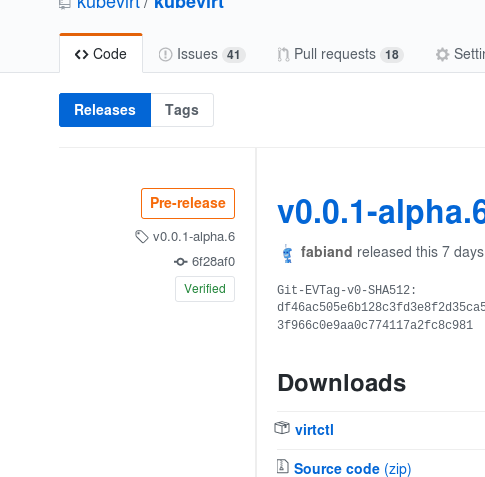 kubevirt / kubevirt
Code Issues 41 Pull requests 18
Releases Tags
Pre-release
v0.0.1-alpha.6
6f28af0
Verified
v0.0.1-alpha.6
fabiand released this 7 days
Git-EVTag-v0-SHA512:
df46ac505e6b128c3fd3e8f2d35ca5
3f966c0e9aa0c774117a2fc8c981
Downloads
virtctl
Source code (zip)